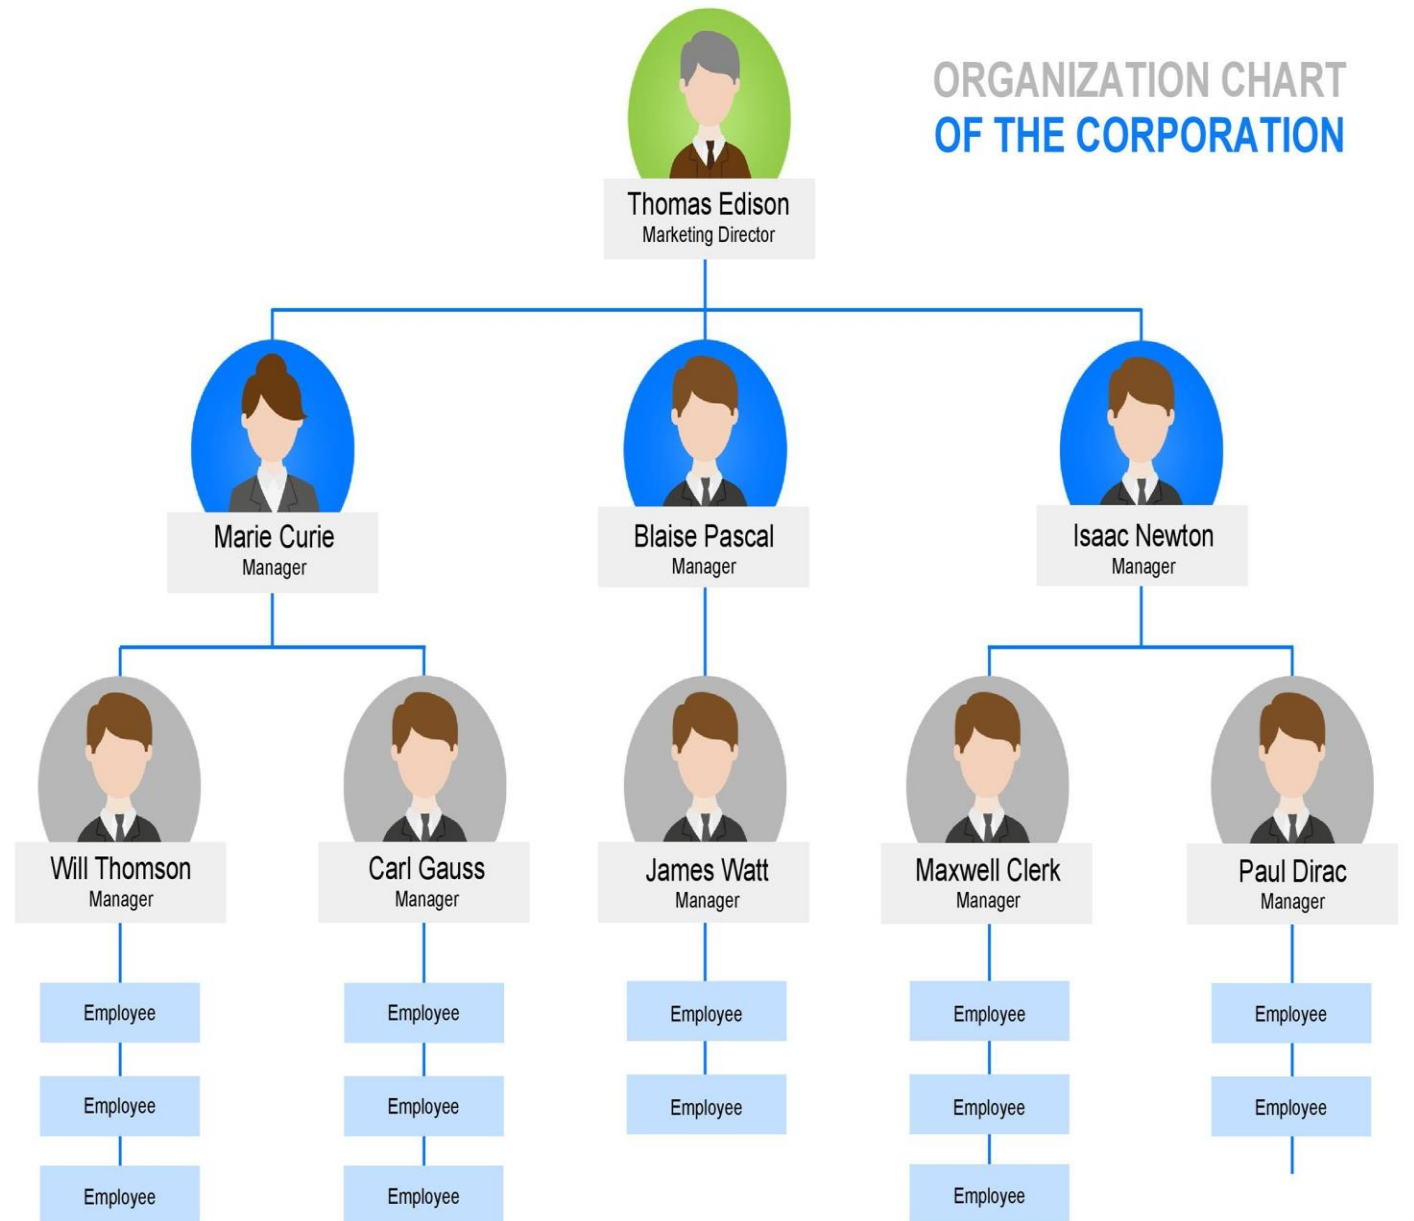 ORGANIZATION CHART
OF THE CORPORATION
Thomas Edison
Marketing Director
Marie Curie
Manager
Blaise Pascal
Manager
Isaac Newton
Manager
Will Thomson
Manager
Carl Gauss
Manager
James Watt
Manager
Maxwell Clerk
Manager
Paul Dirac
Manager
Employee
Employee
Employee
Employee
Employee
Employee
Employee
Employee
Employee
Employee
Employee
Employee
Employee